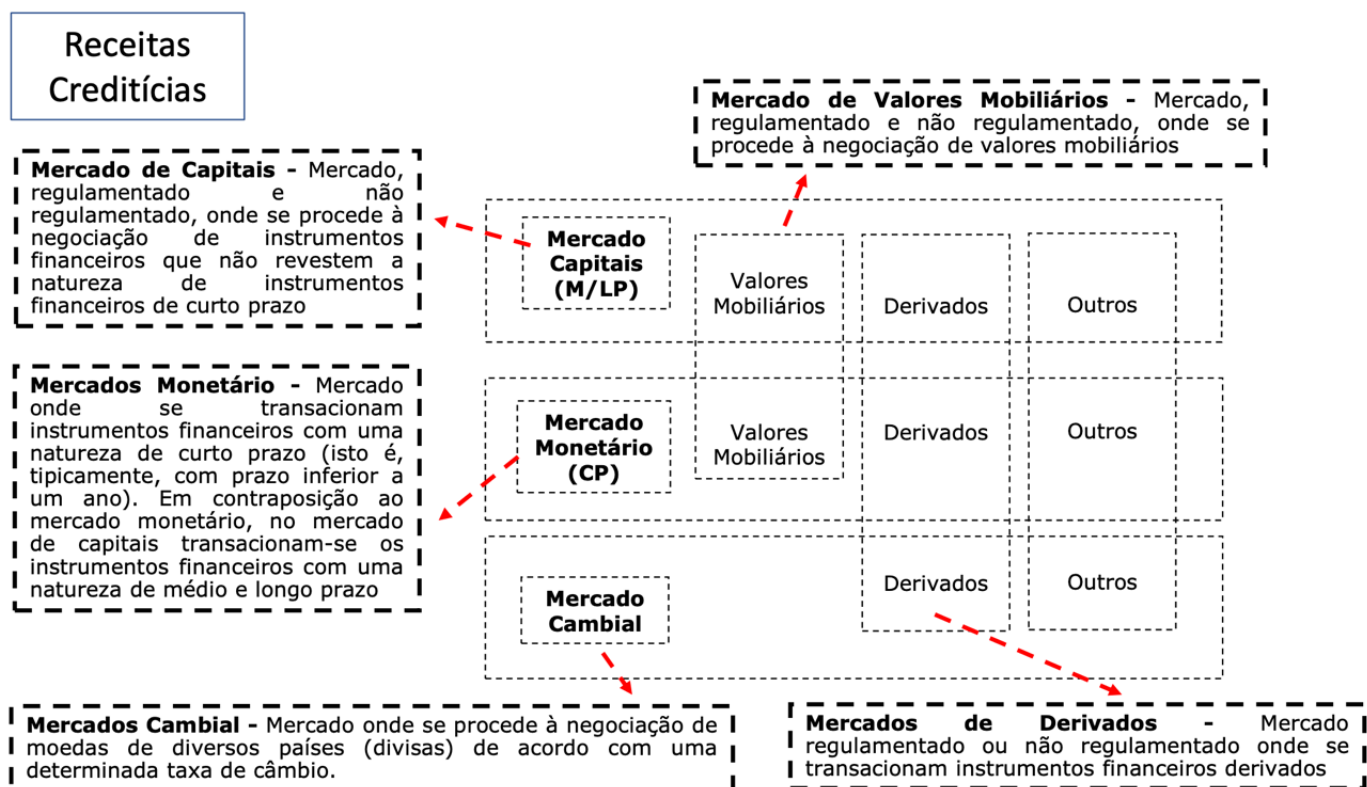 Receitas
Creditícias
Mercado de Valores Mobiliários - Mercado,
regulamentado e não regulamentado, onde se
procede à negociação de valores mobiliários
Mercado de Capitais - Mercado,
regulamentado e não
regulamentado, onde se procede à
negociação de instrumentos
financeiros que não revestem a
natureza de instrumentos
financeiros de curto prazo
Mercado
Capitais
(M/LP)
Valores
Mobiliários
Derivados
Outros
Mercados Monetário - Mercado
onde se transacionam
instrumentos financeiros com uma
natureza de curto prazo (isto é,
tipicamente, com prazo inferior a
um ano). Em contraposição ao
mercado monetário, no mercado
de capitais transacionam-se os
instrumentos financeiros com uma
natureza de médio e longo prazo
Mercado
Monetário
(CP)
Valores
Mobiliários
Derivados
Outros
Mercado
Cambial
Derivados
Outros
Mercados Cambial - Mercado onde se procede à negociação de
moedas de diversos países (divisas) de acordo com uma
determinada taxa de câmbio.
Mercados de Derivados - Mercado
regulamentado ou não regulamentado onde se
transacionam instrumentos financeiros derivados